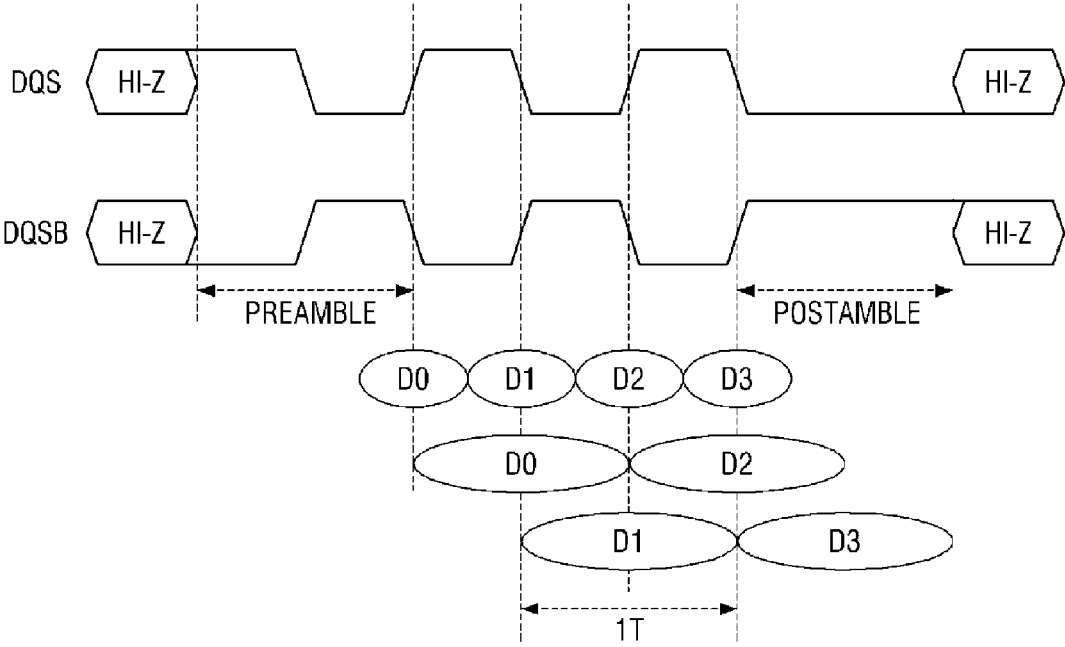 DQS HI-Z HI-Z
DQSB HI-Z HI-Z
PREAMBLE POSTAMBLE
D0 D1 D2 D3
D0 D2
D1 D3
1T